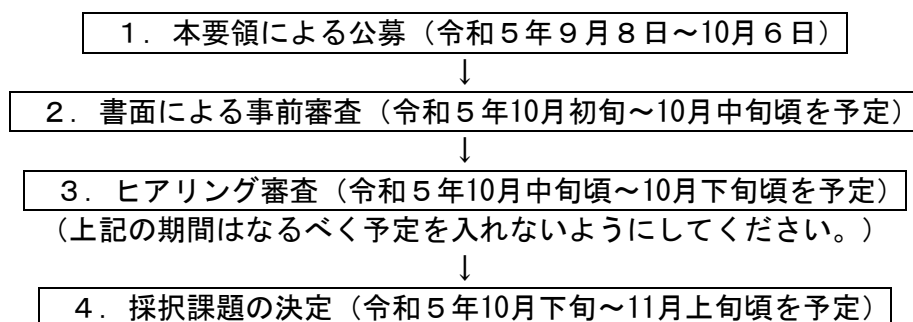 １．本要領による公募（令和５年９月８日～10月６日）
↓
２．書面による事前審査（令和５年10月初旬～10月中旬頃を予定）
↓
３．ヒアリング審査（令和５年10月中旬頃～10月下旬頃を予定）
（上記の期間はなるべく予定を入れないようにしてください。）
↓
４．採択課題の決定（令和５年10月下旬～11月上旬頃を予定）